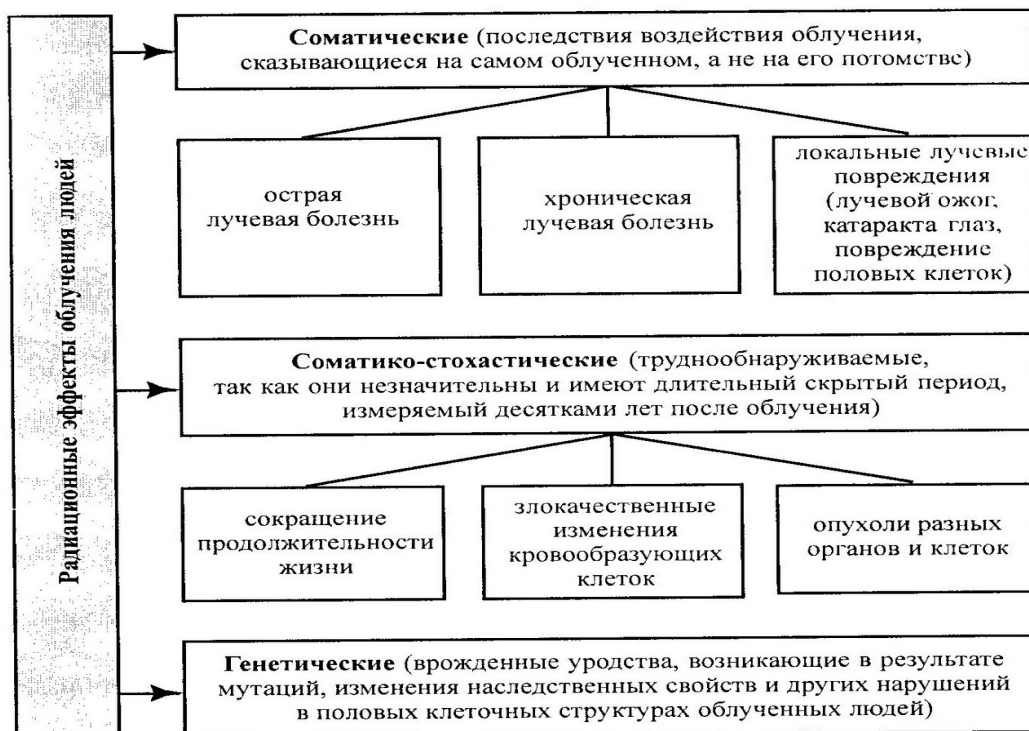 Радиационные эффекты облучения людей
Соматические (последствия воздействия облучения,
сказывающиеся на самом облученном, а не на его потомстве)
острая
лучевая болезнь
хроническая
лучевая болезнь
локальные лучевые
повреждения
(лучевой ожог,
катаракта глаз,
повреждение
половых клеток)
Соматико-стохастические (труднообнаруживаемые,
так как они незначительны и имеют длительный скрытый период,
измеряемый десятками лет после облучения)
сокращение
продолжительности
жизни
злокачественные
изменения
кровообразующих
клеток
опухоли разных
органов и клеток
Генетические (врожденные уродства, возникающие в результате
мутаций, изменения наследственных свойств и других нарушений
в половых клеточных структурах облученных людей)